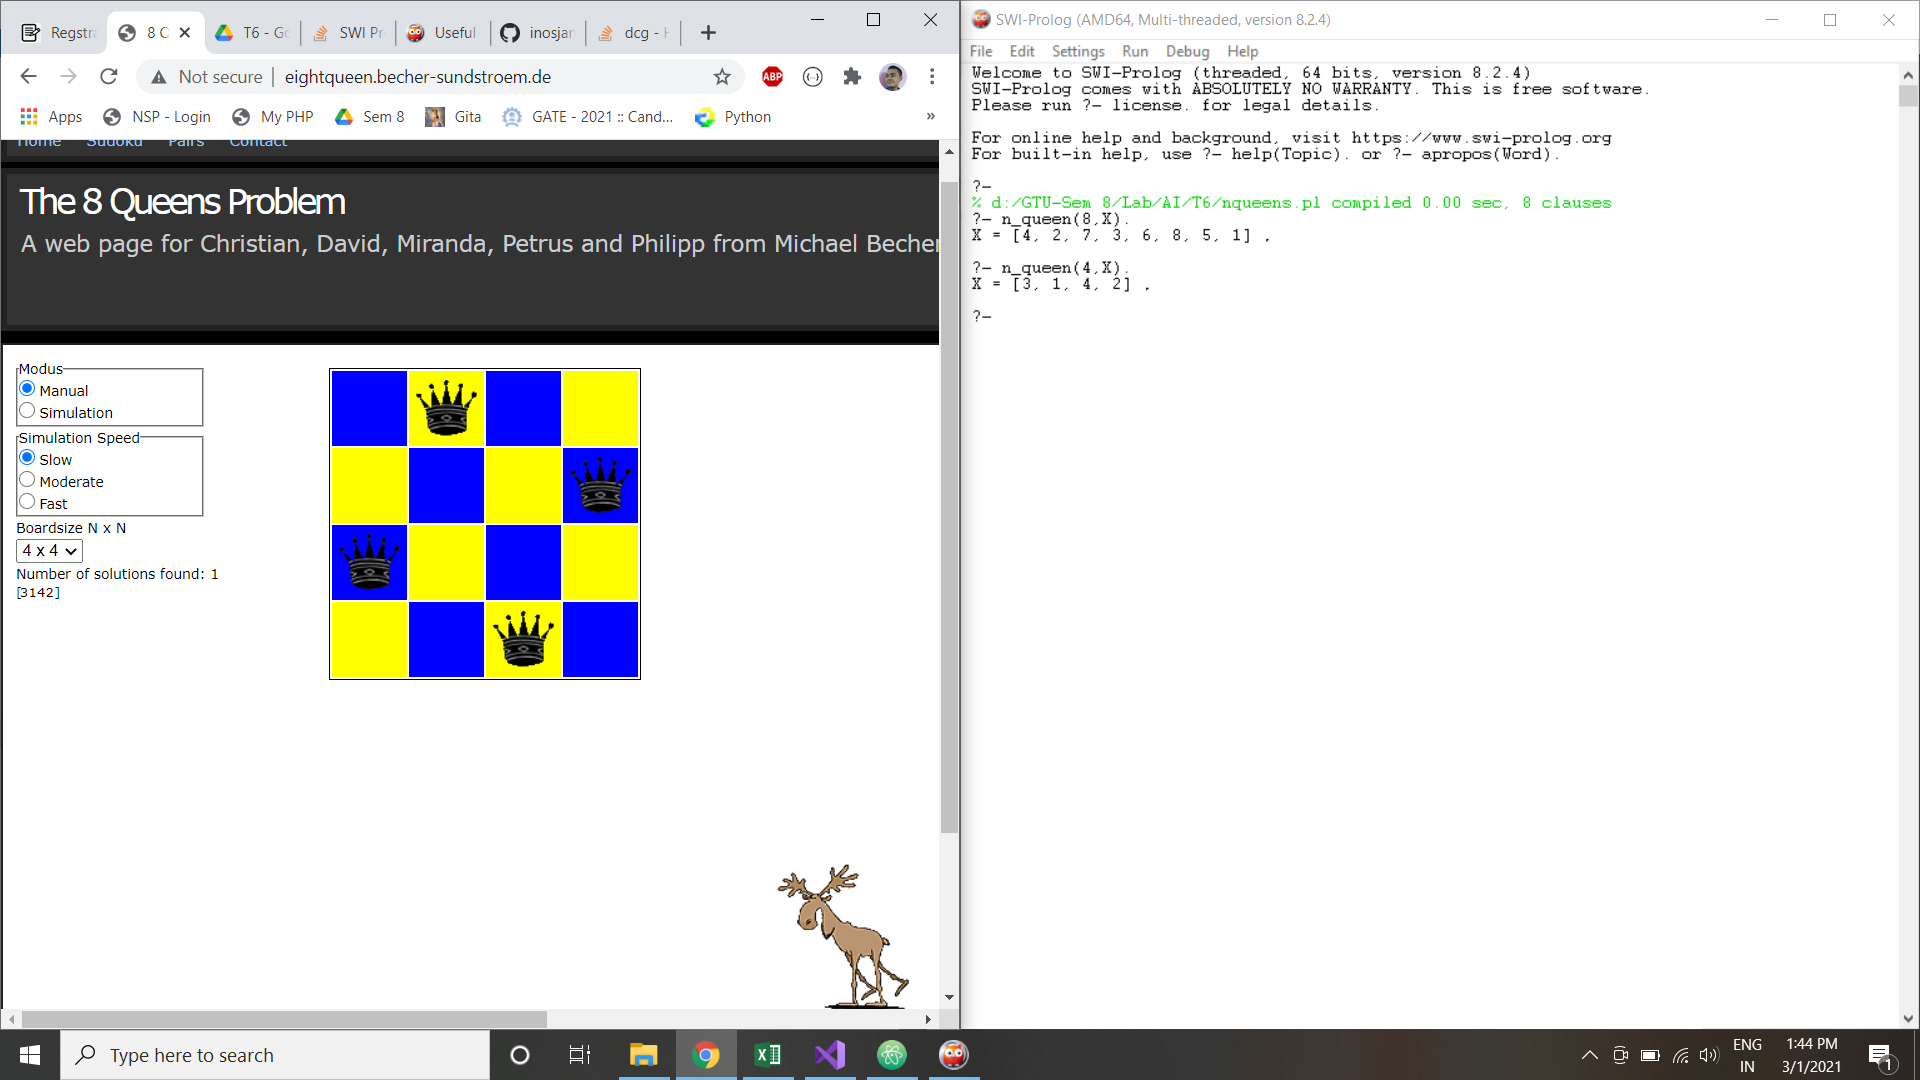 Regstr
8 C
T6 - Go
SWI Pr
Useful
inosjar
dcg - H
Not secure
eightqueen.becher-sundstroem.de
ABP
Apps
NSP - Login
My PHP
Sem 8
Gita
GATE - 2021 :: Cand...
Python
»
Home Sudoku Pairs Contact
The 8 Queens Problem
A web page for Christian, David, Miranda, Petrus and Philipp from Michael Becher
Modus
Manual
Simulation
Simulation Speed
Slow
Moderate
Fast
Boardsize N x N
4 x 4
Number of solutions found: 1
[3142]
SWI-Prolog (AMD64, Multi-threaded, version 8.2.4)
File Edit Settings Run Debug Help
Welcome to SWI-Prolog (threaded, 64 bits, version 8.2.4)
SWI-Prolog comes with ABSOLUTELY NO WARRANTY. This is free software.
Please run ?- license. for legal details.
For online help and background, visit https://www.swi-prolog.org
For built-in help, use ?- help(Topic). or ?- apropos(Word).
?-
% d:/GTU-Sem 8/Lab/AI/T6/nqueens.pl compiled 0.00 sec, 8 clauses
?- n_queen(8,X).
X = [4, 2, 7, 3, 6, 8, 5, 1] .
?- n_queen(4,X).
X = [3, 1, 4, 2] .
?-
Type here to search
ENG
IN
1:44 PM
3/1/2021
1